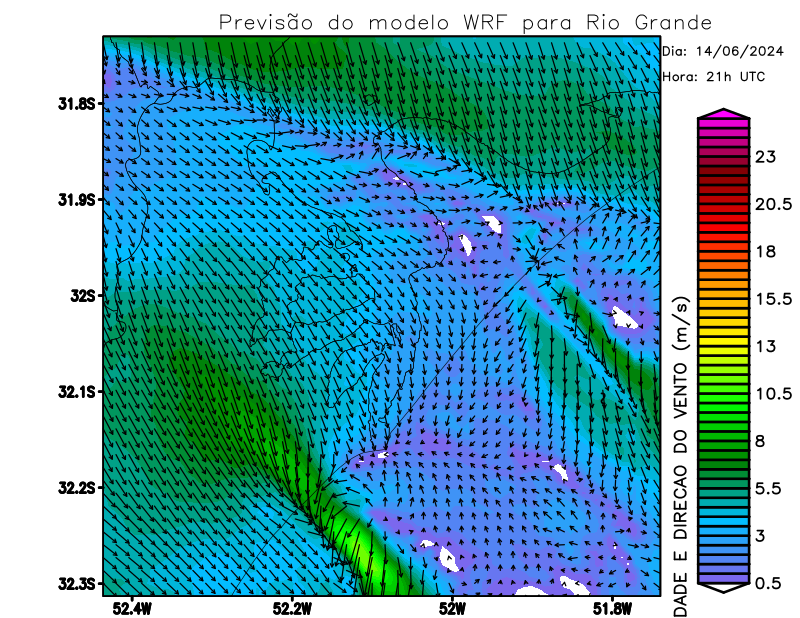 Previsão do modelo WRF para Rio Grande
Dia: 14/06/2024
Hora: 21h UTC
31.8S
31.9S
32S
32.1S
32.2S
32.3S
52.4W
52.2W
52W
51.8W
DADE E DIRECAO DO VENTO (m/s)
23
20.5
18
15.5
13
10.5
8
5.5
3
0.5